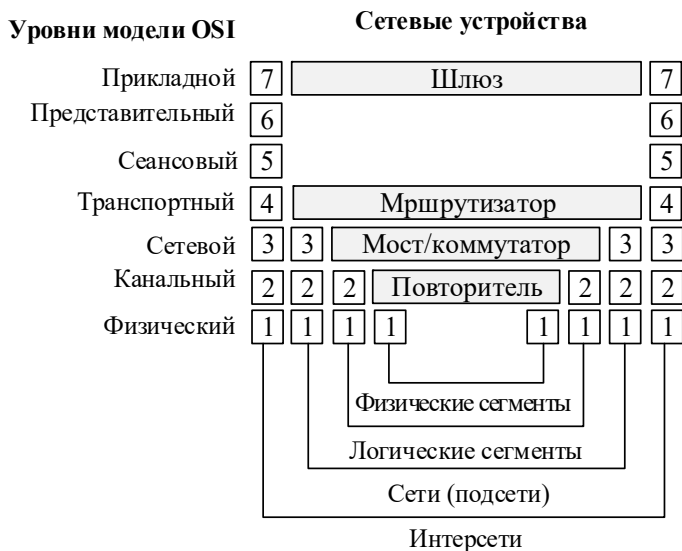 Уровни модели OSI
Сетевые устройства
Прикладной 7 Шлюз 7
Представительный 6 6
Сеансовый 5 5
Транспортный 4 Мршрутизатор 4
Сетевой 3 3 Мост/коммутатор 3 3
Канальный 2 2 2 Повторитель 2 2 2
Физический 1 1 1 1 1 1 1 1
Физические сегменты
Логические сегменты
Сети (подсети)
Интерсети